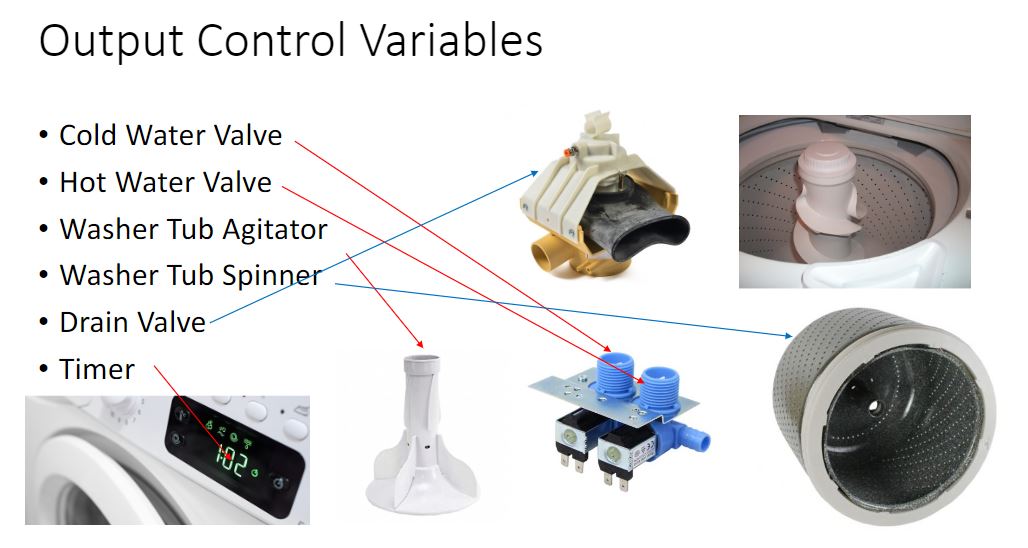 Output Control Variables
• Cold Water Valve
• Hot Water Valve
• Washer Tub Agitator
• Washer Tub Spinner
• Drain Valve
• Timer
1:02